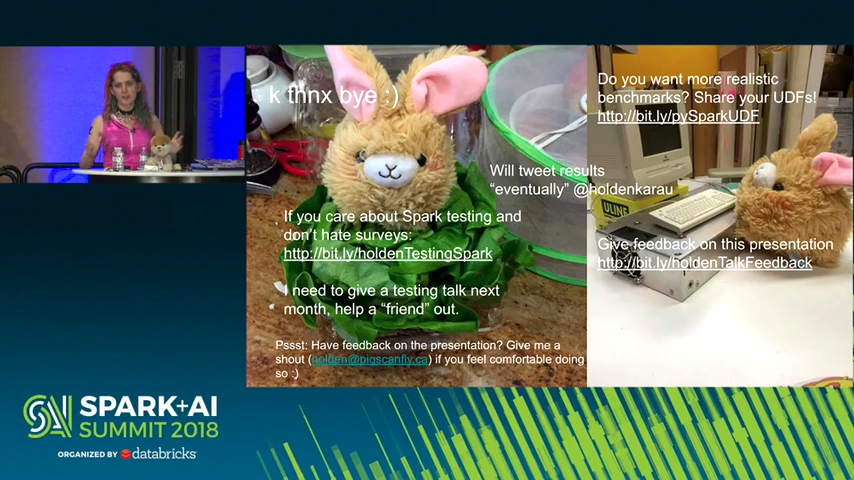 k thnx bye :)
If you care about Spark testing and
don't hate surveys:
http://bit.ly/holdenTestingSpark
I need to give a testing talk next
month, help a "friend" out.
Pssst: Have feedback on the presentation? Give me a
shout (holden@pigscanfly.ca) if you feel comfortable doing
so :)
Will tweet results
"eventually" @holdenkarau
Do you want more realistic
benchmarks? Share your UDFs!
http://bit.ly/pySparkUDF
ULINE
Give feedback on this presentation
http://bit.ly/holdenTalkFeedback
SPARK+AI
SUMMIT 2018
ORGANIZED BY databricks